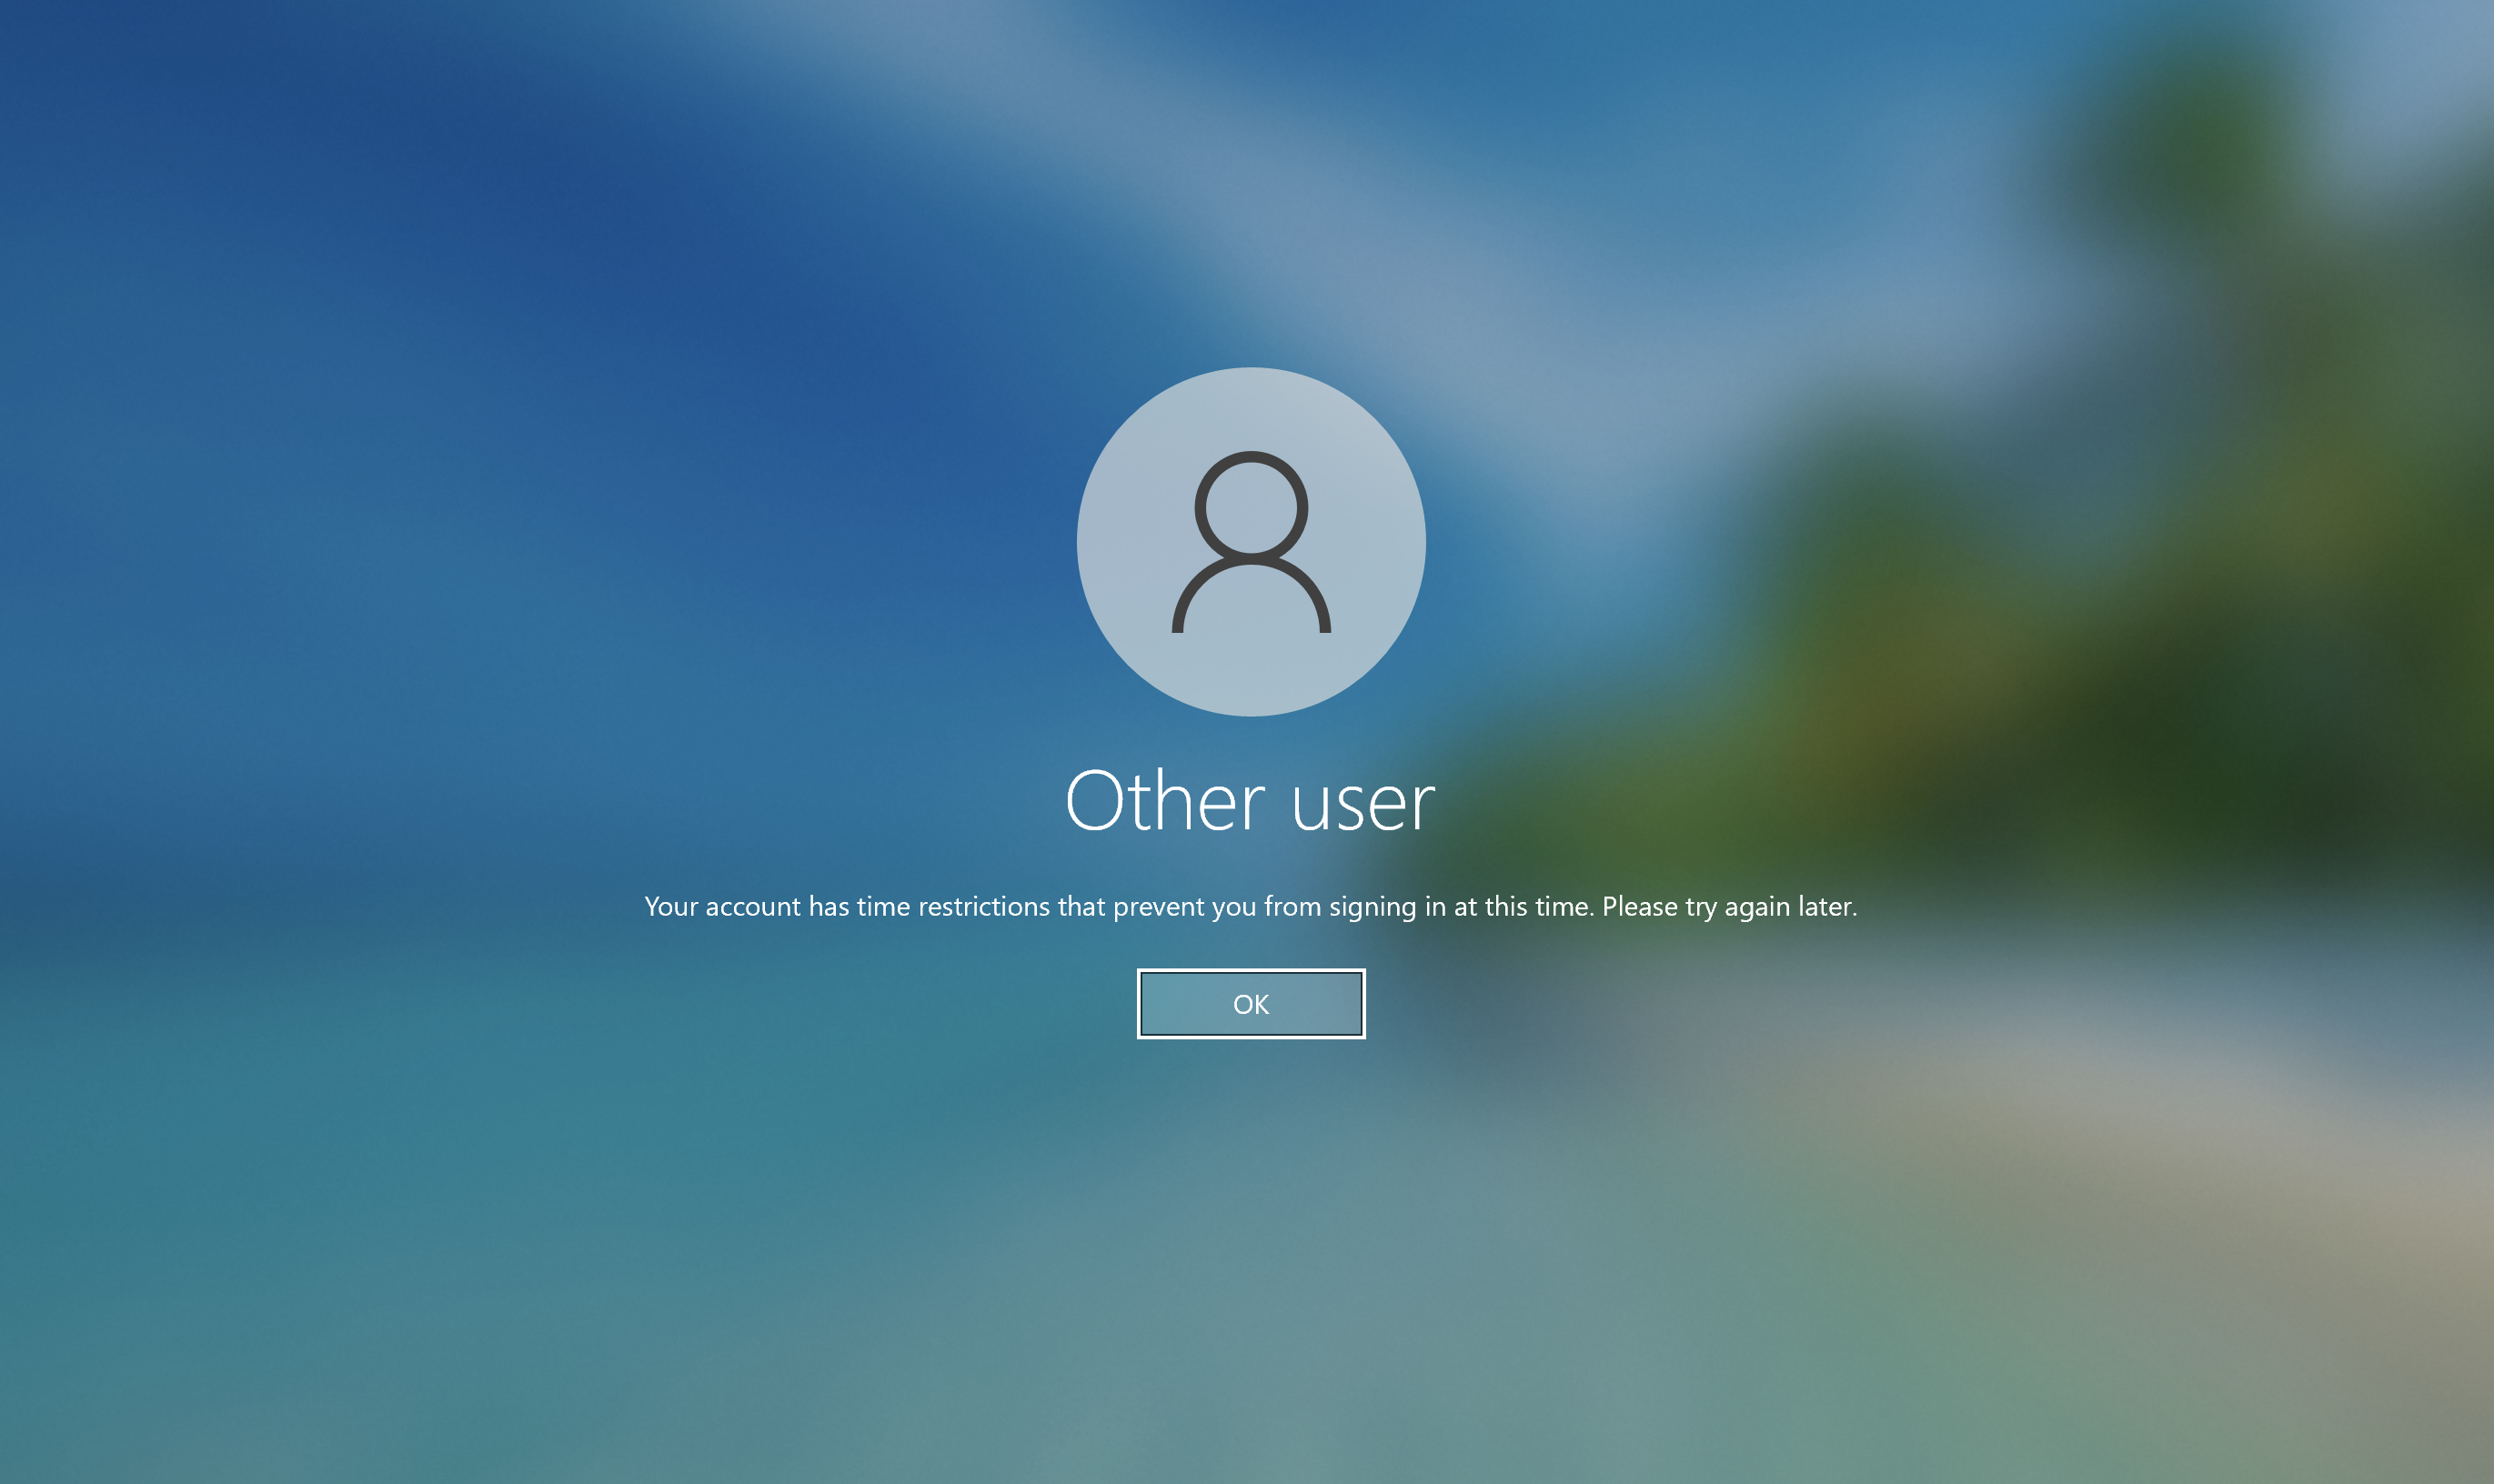 Other user
Your account has time restrictions that prevent you from signing in at this time. Please try again later.
OK